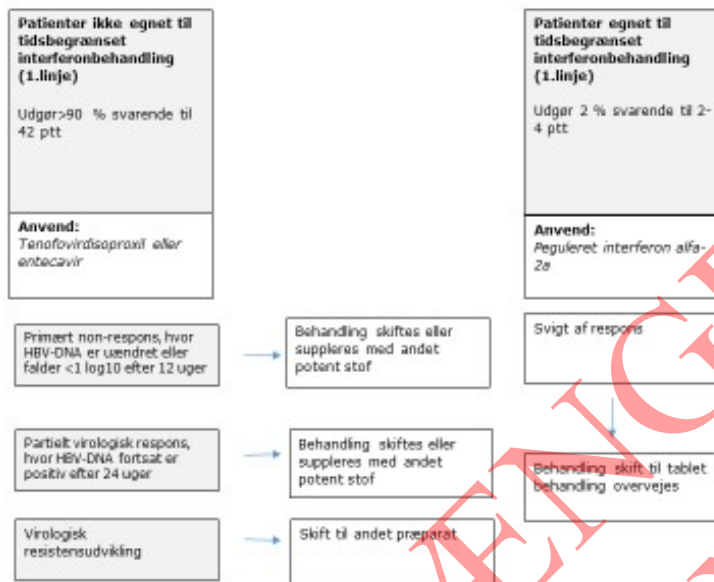 Patienter ikke egnet til
tidsbegrænset
interferonbehandling
(1.linje)
Udgør>90 % svarende til
42 ptt
Anvend:
Tenofovirdisoproxil eller
entecavir
Patienter egnet til
tidsbegrænset
interferonbehandling
(1.linje)
Udgør 2 % svarende til 2-
4 ptt
Anvend:
Peguleret interferon alfa-
2a
Primært non-respons, hvor
HBV-DNA er uændret eller
falder <1 log10 efter 12 uger
Behandling skiftes eller
suppleres med andet
potent stof
Svigt af respons
Partielt virologisk respons,
hvor HBV-DNA fortsat er
positiv efter 24 uger
Behandling skiftes eller
suppleres med andet
potent stof
Behandling skift til tablet
behandling overvejes
Virologisk
resistensudvikling
Skift til andet præparat